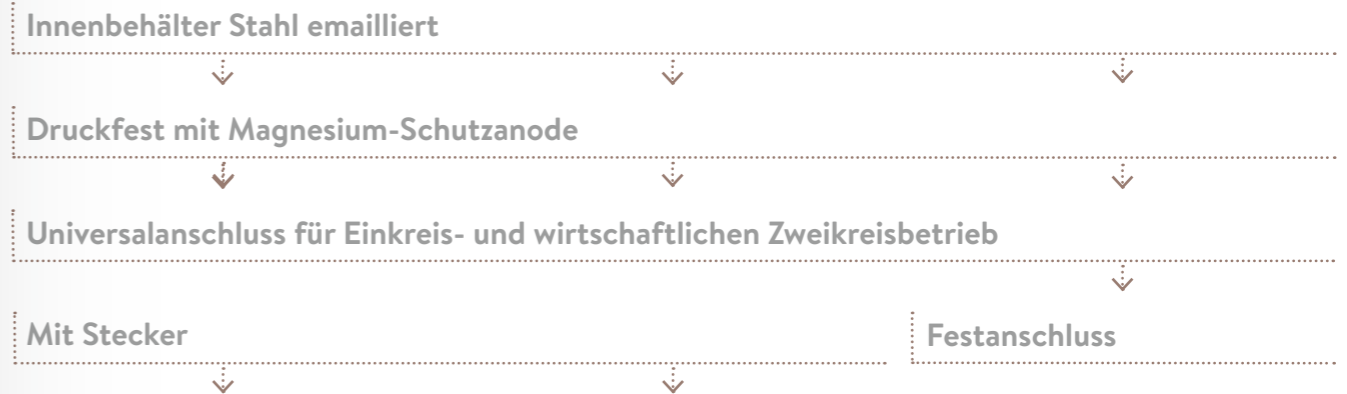 Innenbehälter Stahl emailliert
Druckfest mit Magnesium-Schutzanode
Universalanschluss für Einkreis- und wirtschaftlichen Zweikreisbetrieb
Mit Stecker
Festanschluss